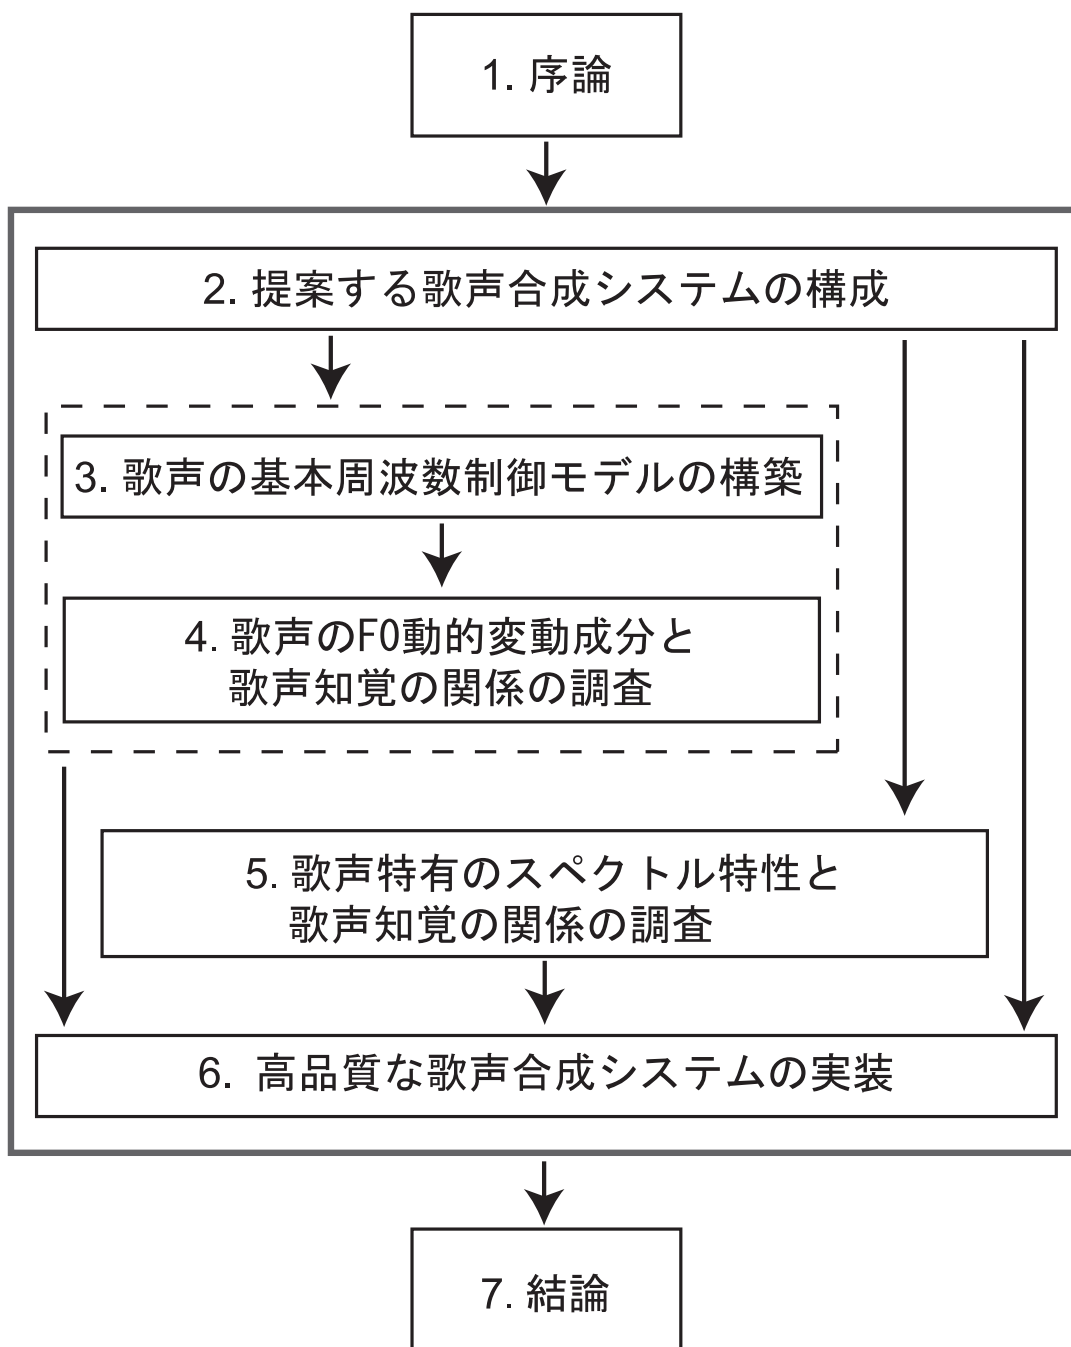 1. 序論
2. 提案する歌声合成システムの構成
3. 歌声の基本周波数制御モデルの構築
4. 歌声のF0動的変動成分と
歌声知覚の関係の調査
5. 歌声特有のスペクトル特性と
歌声知覚の関係の調査
6. 高品質な歌声合成システムの実装
7. 結論